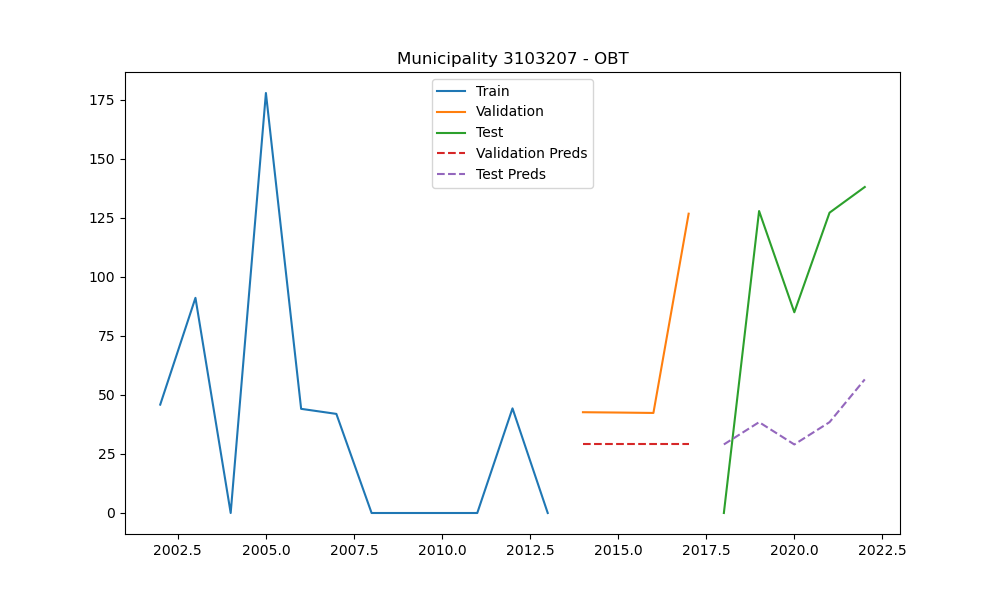 Municipality 3103207 - OBT
Train
Validation
Test
Validation Preds
Test Preds
175
150
125
100
75
50
25
0
2002.5 2005.0 2007.5 2010.0 2012.5 2015.0 2017.5 2020.0 2022.5